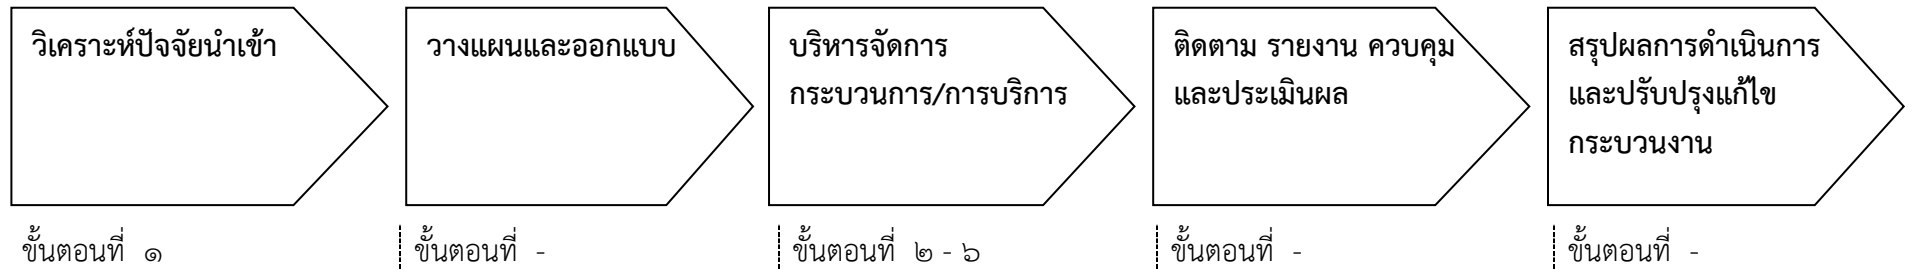 วิเคราะห์ปัจจัยนำเข้า
วางแผนและออกแบบ
บริหารจัดการ
กระบวนการ/การบริการ
ติดตาม รายงาน ควบคุม
และประเมินผล
สรุปผลการดำเนินการ
และปรับปรุงแก้ไข
กระบวนงาน
ขั้นตอนที่ ๑
ขั้นตอนที่ -
ขั้นตอนที่ ๒ - ๖
ขั้นตอนที่ -
ขั้นตอนที่ -